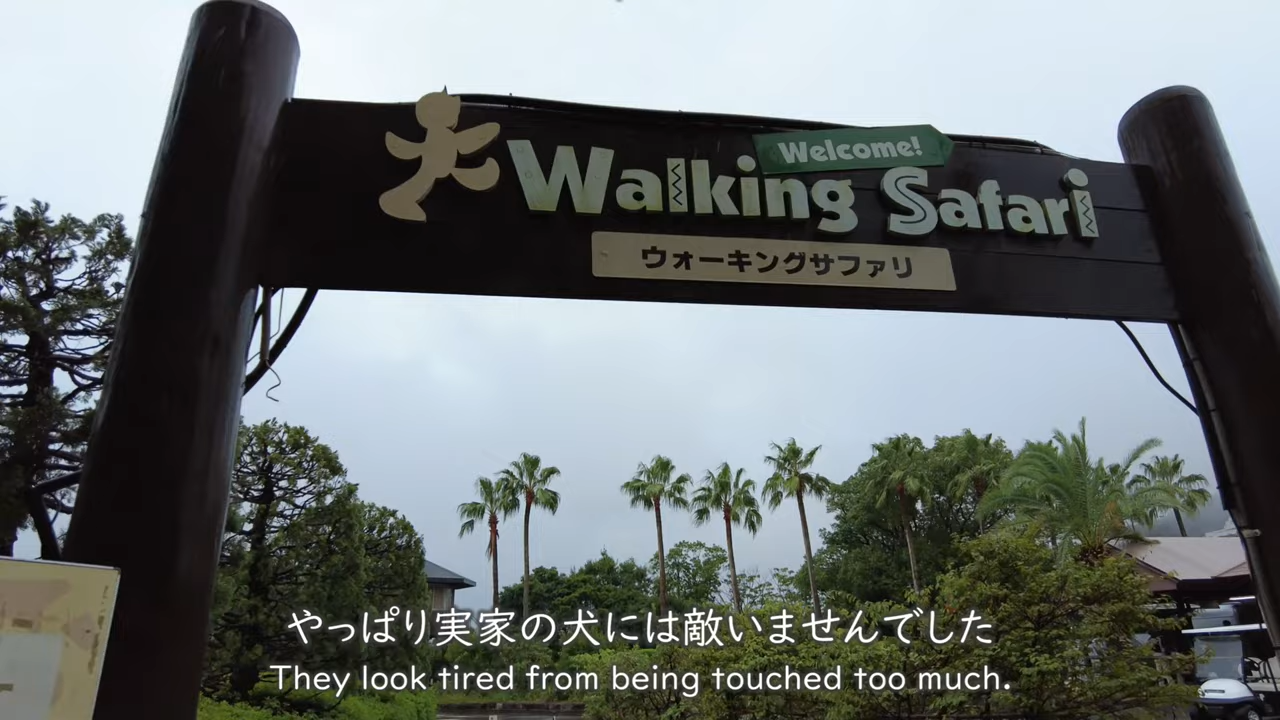 Welcome!
Walking Safari
ウォーキングサファリ
やっぱり実家の犬には敵いませんでした
They look tired from being touched too much.